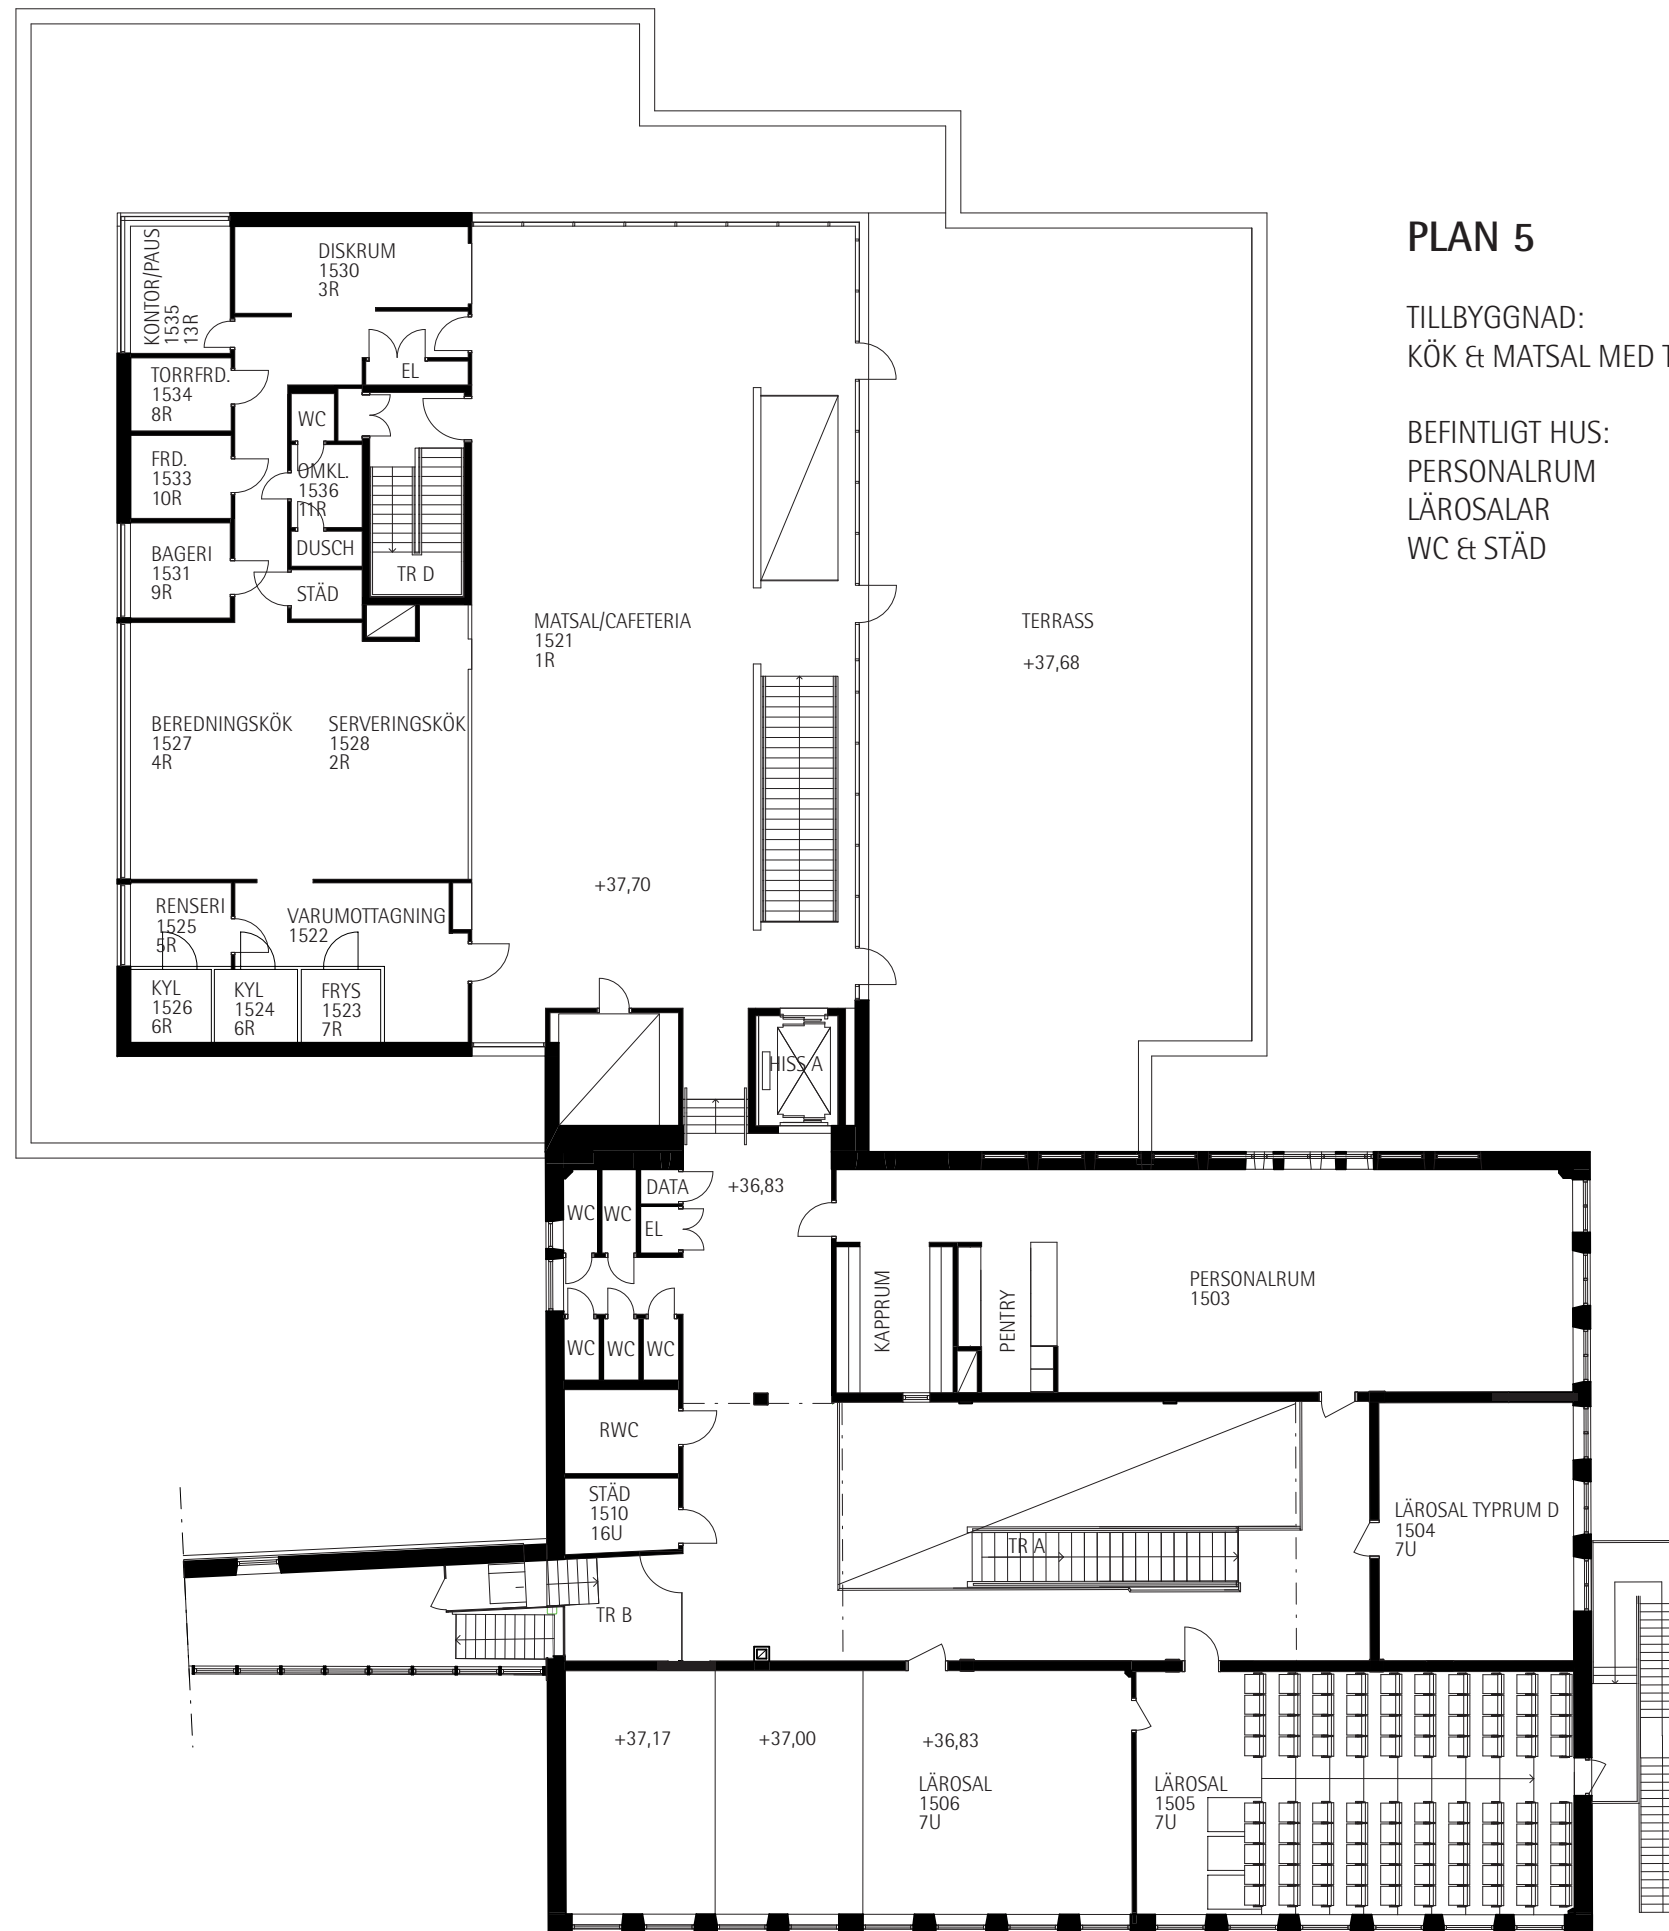 PLAN 5
TILLBYGGNAD:
KÖK & MATSAL MED T
BEFINTLIGT HUS:
PERSONALRUM
LÄROSALAR
WC & STÄD
KONTOR/PAUS
1535
13R
DISKRUM
1530
3R
EL
TORRFRD.
1534
8R
WC
FRD.
1533
10R
OMKL.
1536
11R
DUSCH
BAGERI
1531
9R
STÄD
TR D
MATSAL/CAFETERIA
1521
1R
TERRASS
+37,68
BEREDNINGSKÖK
1527
4R
SERVERINGSKÖK
1528
2R
+37,70
RENSERI
1525
5R
VARUMOTTAGNING
1522
KYL
1526
6R
KYL
1524
6R
FRYS
1523
7R
HISS A
DATA
+36,83
WC
WC
EL
WC
WC
WC
KAPPRUM
PENTRY
PERSONALRUM
1503
RWC
STÄD
1510
16U
TR A
LÄROSAL TYPRUM D
1504
7U
TR B
+37,17
+37,00
+36,83
LÄROSAL
1506
7U
LÄROSAL
1505
7U